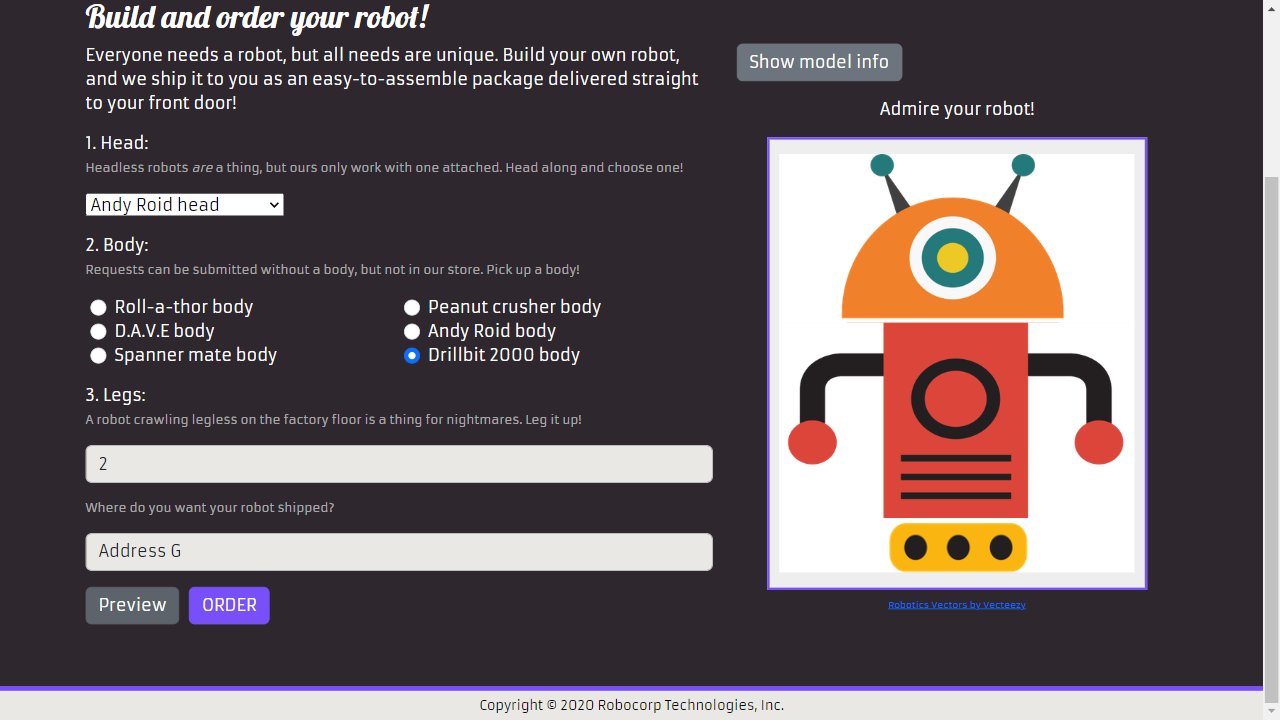 Build and order your robot!
Everyone needs a robot, but all needs are unique. Build your own robot,
and we ship it to you as an easy-to-assemble package delivered straight
to your front door!
1. Head:
Headless robots are a thing, but ours only work with one attached. Head along and choose one!
Andy Roid head
2. Body:
Requests can be submitted without a body, but not in our store. Pick up a body!
Roll-a-thor body
Peanut crusher body
D.A.V.E body
Andy Roid body
Spanner mate body
Drillbit 2000 body
3. Legs:
A robot crawling legless on the factory floor is a thing for nightmares. Leg it up!
2
Where do you want your robot shipped?
Address G
Preview
ORDER
Show model info
Admire your robot!
Robotics Vectors by Vecteezy
Copyright © 2020 Robocorp Technologies, Inc.